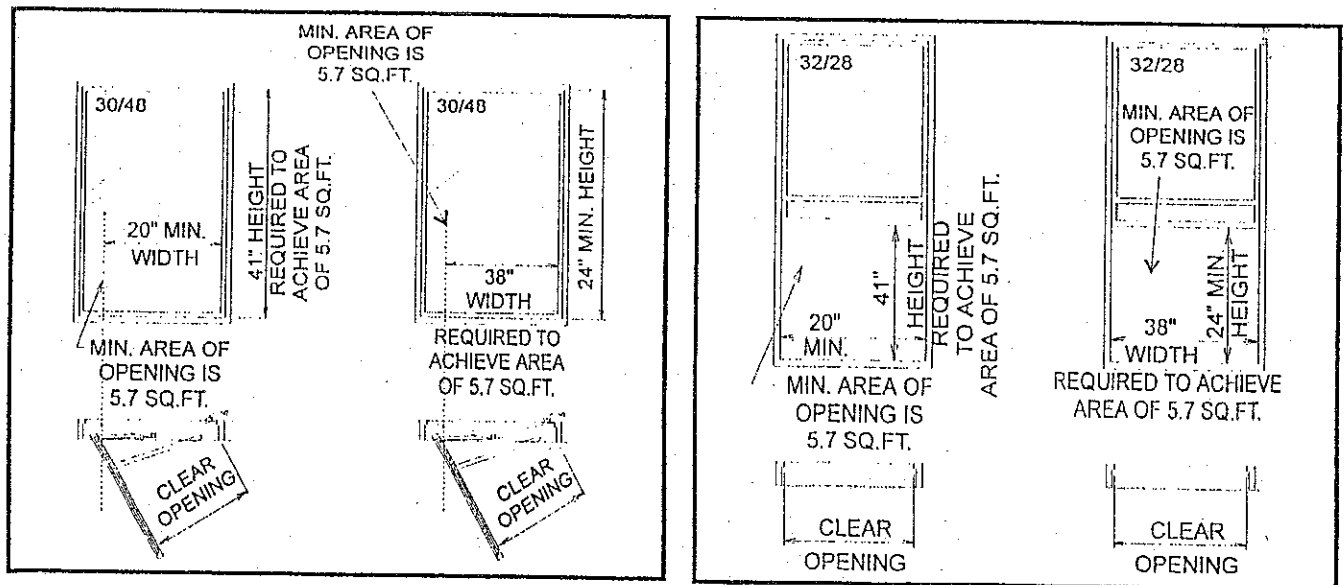 MIN. AREA OF
OPENING IS
5.7 SQ.FT.
30/48
20" MIN.
WIDTH
41" HEIGHT
REQUIRED TO
ACHIEVE AREA
OF 5.7 SQ.FT.
MIN. AREA OF
OPENING IS
5.7 SQ.FT.
CLEAR
OPENING
30/48
24" MIN. HEIGHT
38"
WIDTH
REQUIRED TO
ACHIEVE AREA
OF 5.7 SQ.FT.
CLEAR
OPENING
32/28
41"
HEIGHT
REQUIRED
TO ACHIEVE
AREA OF 5.7 SQ.FT.
20"
MIN.
MIN. AREA OF
OPENING IS
5.7 SQ.FT.
CLEAR
OPENING
32/28
MIN. AREA OF
OPENING IS
5.7 SQ.FT.
24" MIN
HEIGHT
38"
WIDTH
REQUIRED TO ACHIEVE
AREA OF 5.7 SQ.FT.
CLEAR
OPENING